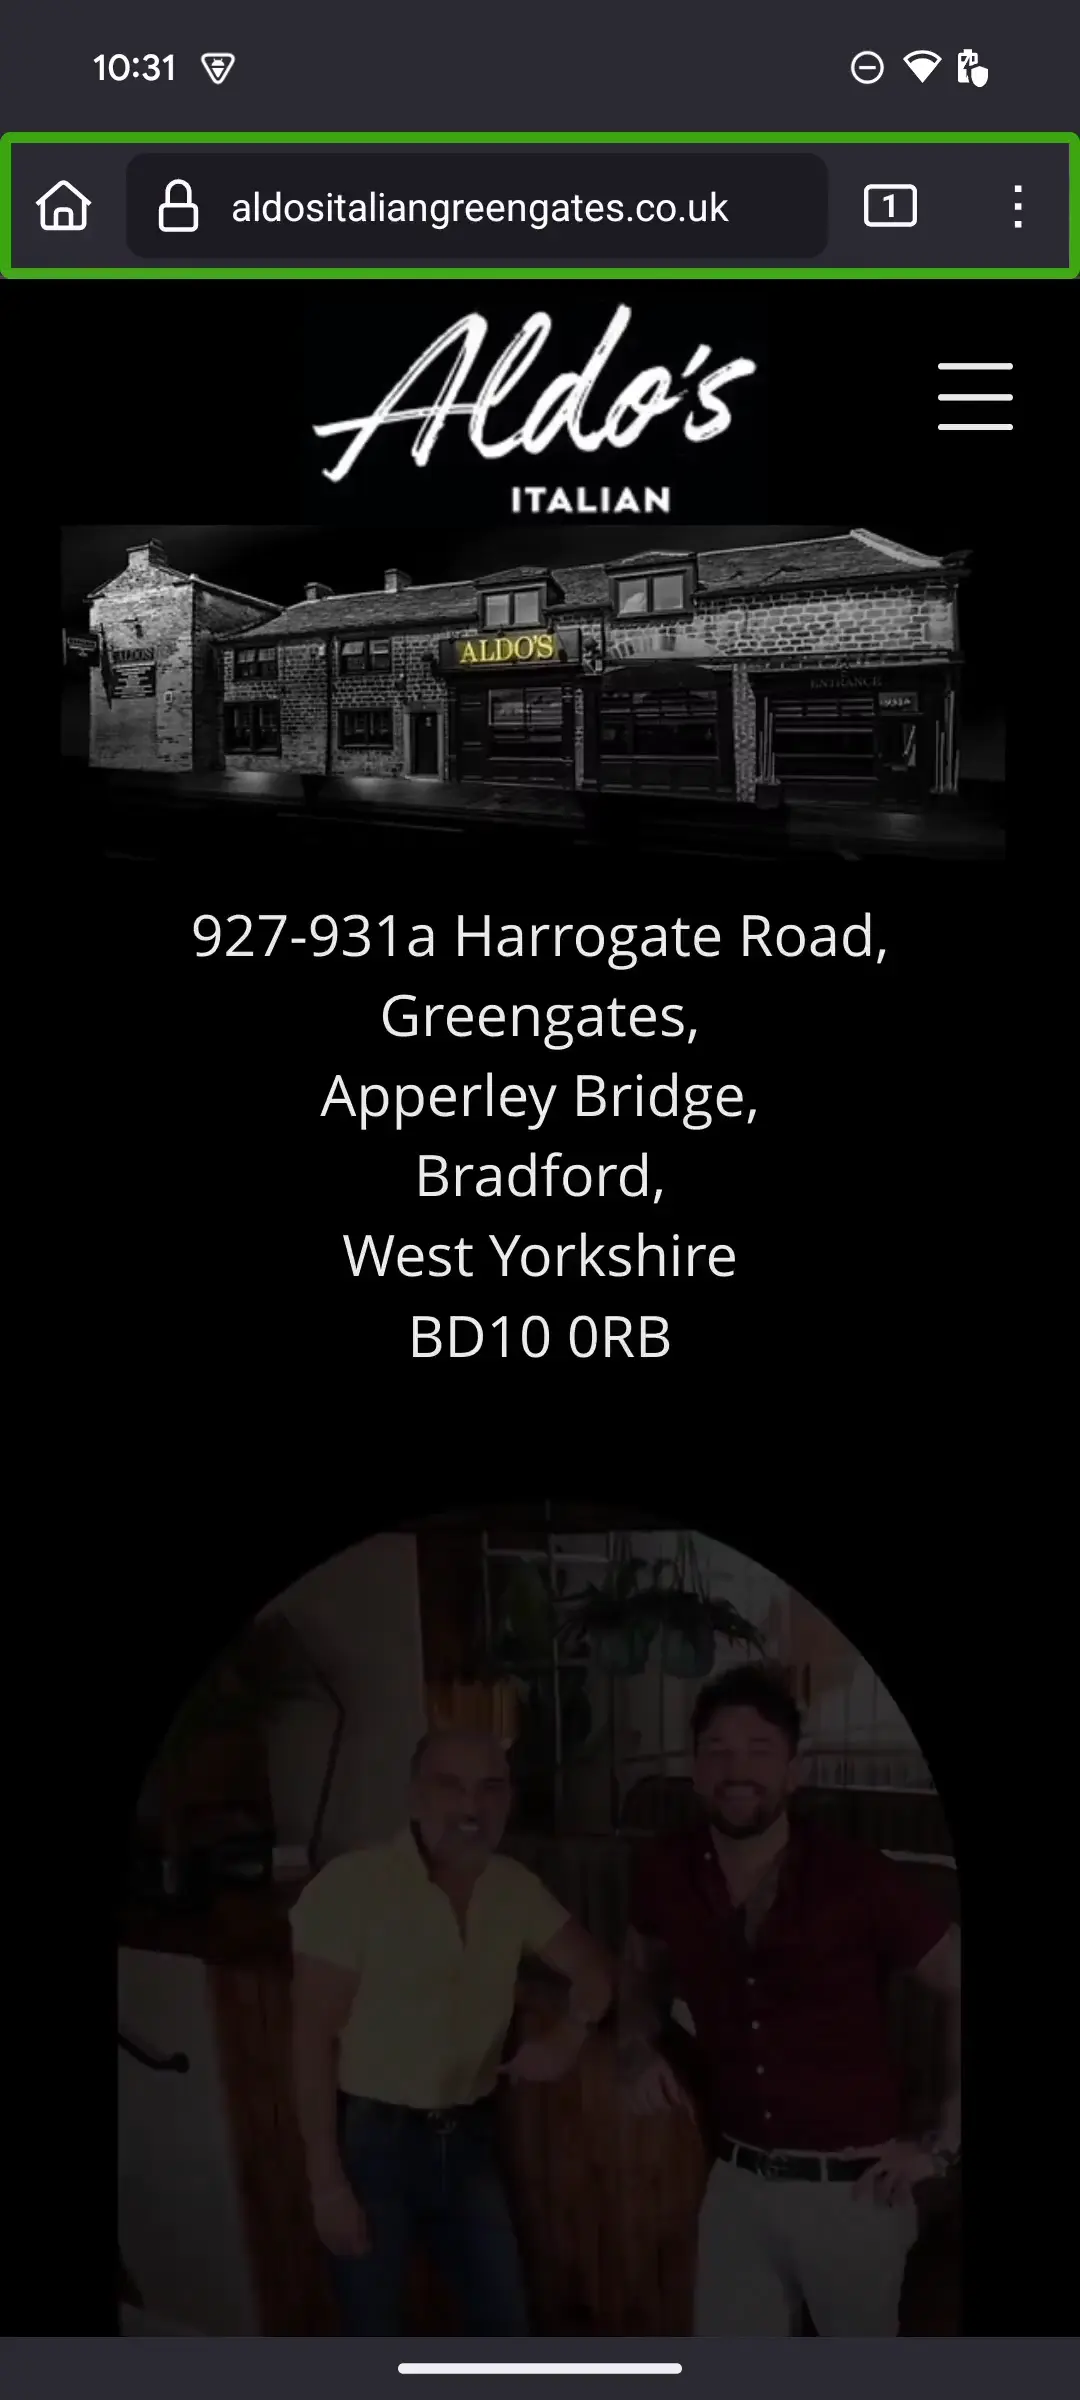 10:31
aldositaliangreengates.co.uk
1
Aldo's
ITALIAN
ALDO'S
ENTRANCE
931a
927-931a Harrogate Road,
Greengates,
Apperley Bridge,
Bradford,
West Yorkshire
BD10 0RB